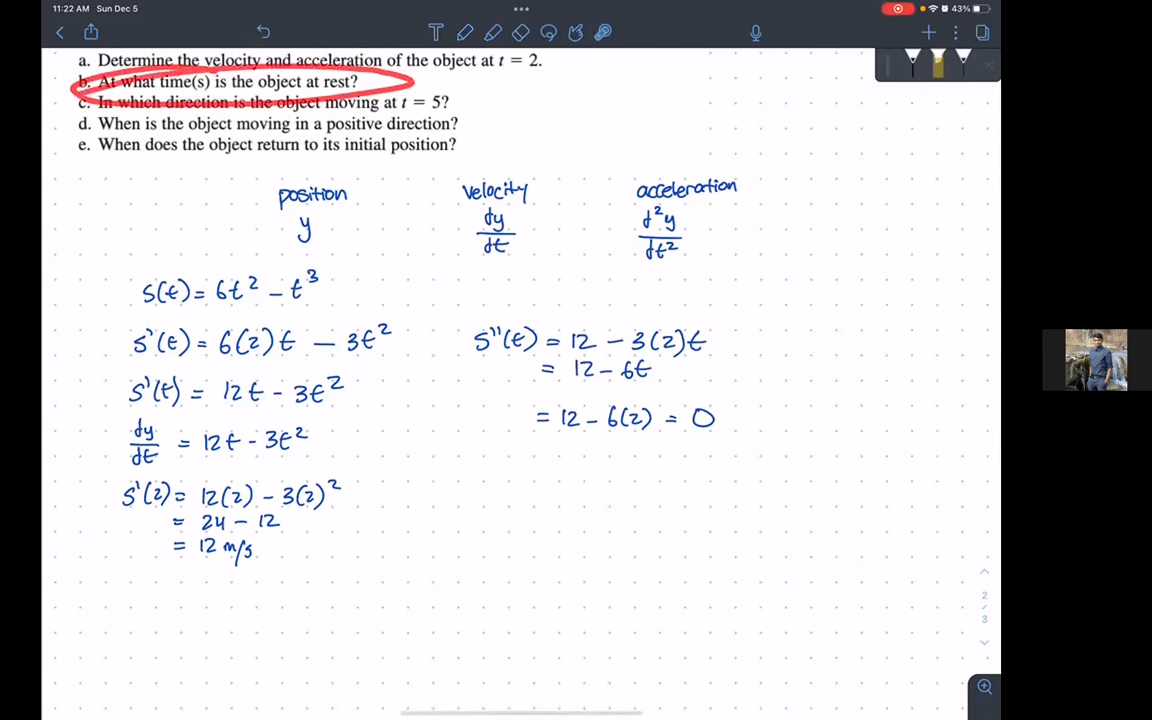 11:22 AM Sun Dec 5
43%
a. Determine the velocity and acceleration of the object at t = 2.
b. At what time(s) is the object at rest?
c. In which direction is the object moving at t = 5?
d. When is the object moving in a positive direction?
e. When does the object return to its initial position?
position velocity acceleration
y dy/dt d²y/dt²
s(t) = 6t² - t³
s'(t) = 6(2)t - 3t² s''(t) = 12 - 3(2)t
= 12 - 6t
s'(t) = 12t - 3t²
= 12 - 6(2) = 0
dy/dt = 12t - 3t²
s'(2) = 12(2) - 3(2)²
= 24 - 12
= 12 m/s
2
/
3